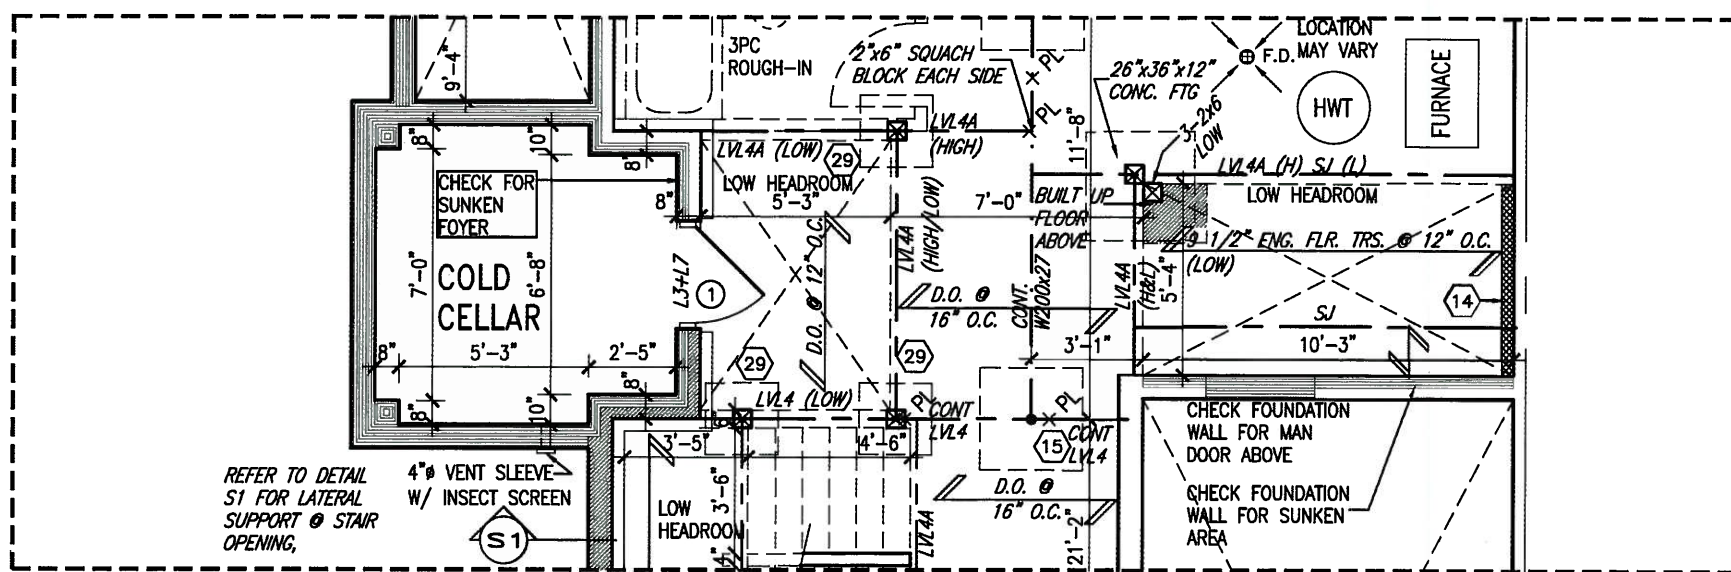 9'-4"
3PC
ROUGH-IN
2"x6" SQUACH
BLOCK EACH SIDE
PL
PL
26"x36"x12"
CONC. FTG
LOCATION
MAY VARY
F.D.
HWT
FURNACE
3-2x6
LOW
11'-8"
8"
10"
8"
LVL4A (LOW)
29
LVL4A
(HIGH)
LVL4A (H) SJ (L)
CHECK FOR
SUNKEN
FOYER
LOW HEADROOM
LOW HEADROOM
8"
5'-3"
7'-0"
BUILT UP
FLOOR
ABOVE
COLD
CELLAR
7'-0"
6'-8"
L3+L7
1
D.O. @ 12" O.C.
LVL4A
(HIGH/LOW)
D.O. @
16" O.C.
CONT.
W200x27
LVL4A
(H&L)
5'-4"
9 1/2" ENG. FLR. TRS. @ 12" O.C.
(LOW)
14
SJ
8"
5'-3"
2'-5"
29
29
3'-1"
10'-3"
8"
8"
10"
LVL4 (LOW)
6"
PL
CONT
LVL4
PL
15
CONT
LVL4
3'-5"
4'-6"
CHECK FOUNDATION
WALL FOR MAN
DOOR ABOVE
REFER TO DETAIL
S1 FOR LATERAL
SUPPORT @ STAIR
OPENING,
4"ø VENT SLEEVE
W/ INSECT SCREEN
S1
LOW
HEADROOM
3'-6"
4"
LVL4A
D.O. @
16" O.C.
21'-2"
CHECK FOUNDATION
WALL FOR SUNKEN
AREA